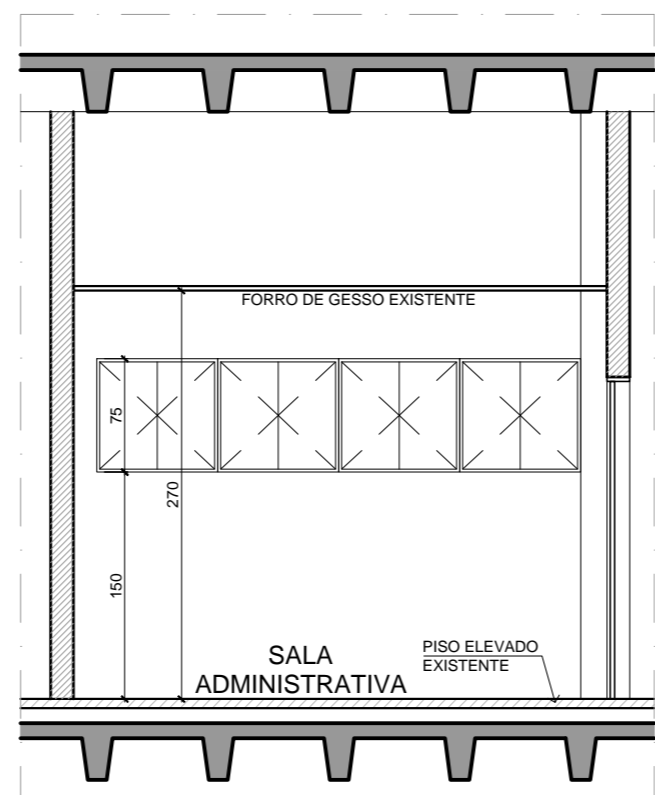 FORRO DE GESSO EXISTENTE
75
270
150
SALA
ADMINISTRATIVA
PISO ELEVADO
EXISTENTE